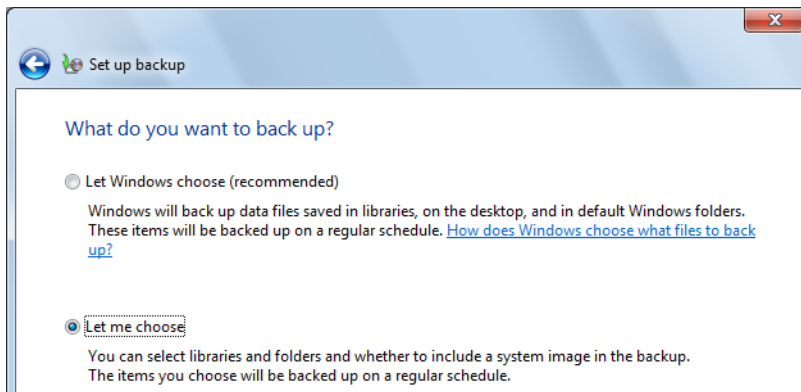 Set up backup
What do you want to back up?
Let Windows choose (recommended)
Windows will back up data files saved in libraries, on the desktop, and in default Windows folders.
These items will be backed up on a regular schedule. How does Windows choose what files to back
up?
Let me choose
You can select libraries and folders and whether to include a system image in the backup.
The items you choose will be backed up on a regular schedule.